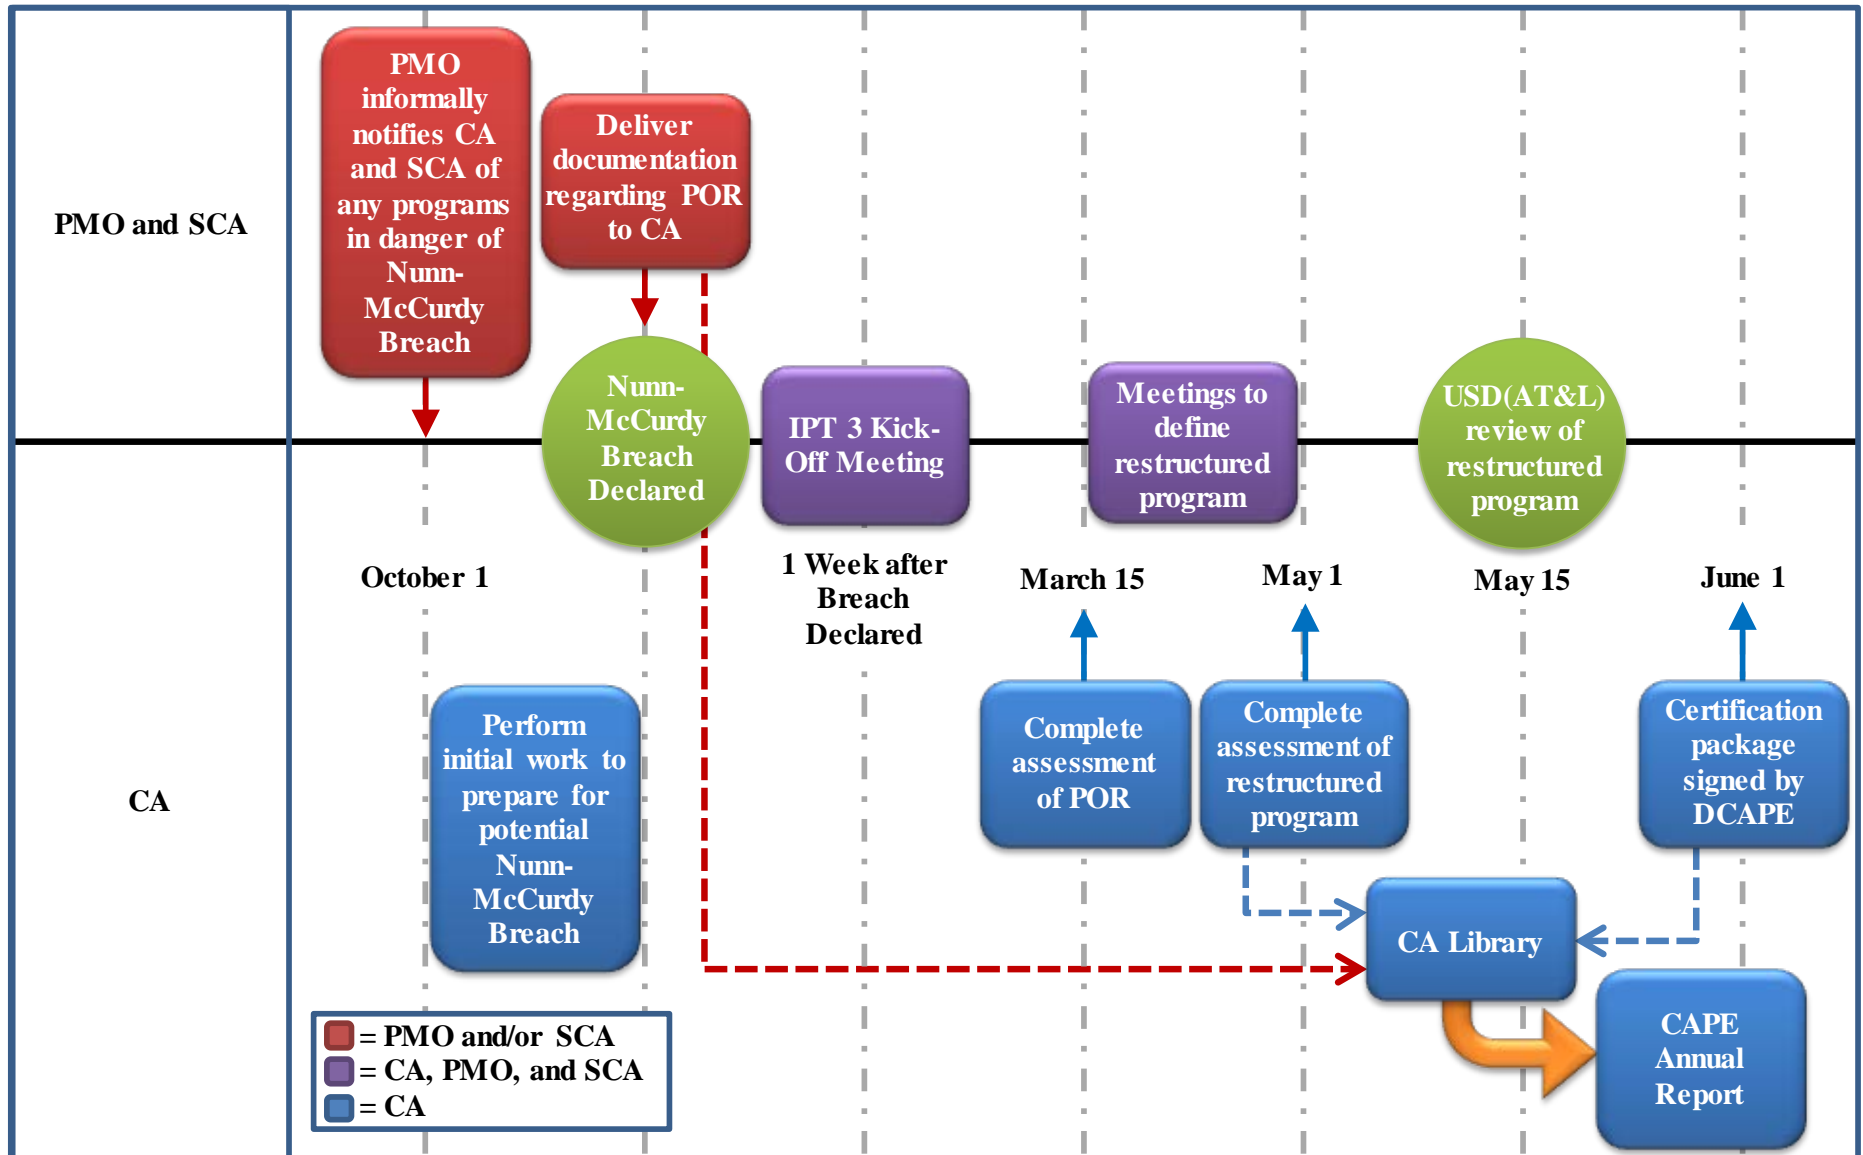 PMO and SCA
PMO
informally
notifies CA
and SCA of
any programs
in danger of
Nunn-
McCurdy
Breach
Deliver
documentation
regarding POR
to CA
Nunn-
McCurdy
Breach
Declared
IPT 3 Kick-
Off Meeting
Meetings to
define
restructured
program
USD(AT&L)
review of
restructured
program
October 1
1 Week after
Breach
Declared
March 15
May 1
May 15
June 1
CA
Perform
initial work to
prepare for
potential
Nunn-
McCurdy
Breach
Complete
assessment
of POR
Complete
assessment of
restructured
program
Certification
package
signed by
DCAPE
CA Library
CAPE
Annual
Report
= PMO and/or SCA
= CA, PMO, and SCA
= CA